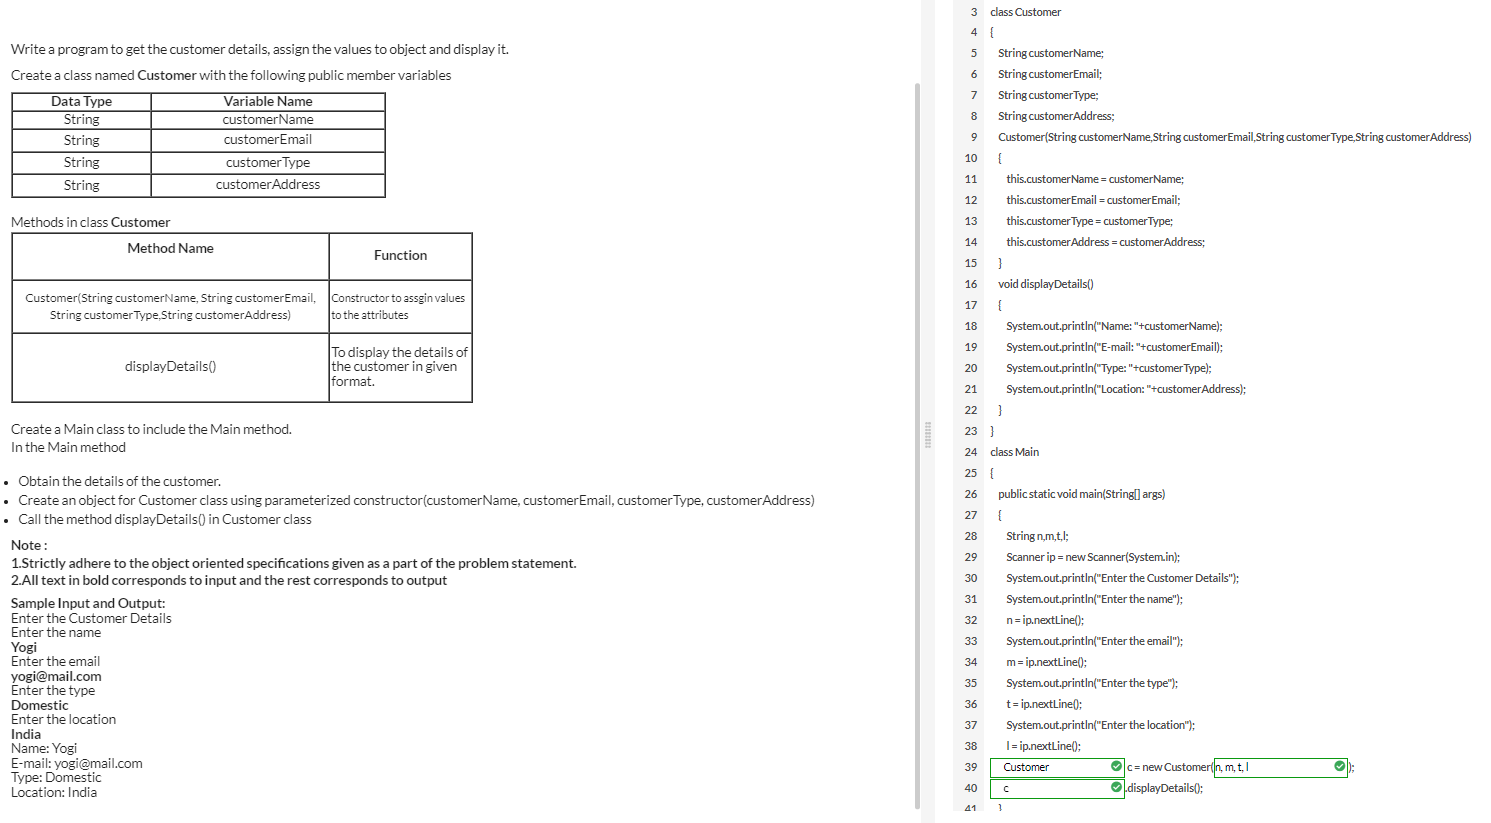 Write a program to get the customer details, assign the values to object and display it.
Create a class named Customer with the following public member variables
Data Type Variable Name
String customerName
String customerEmail
String customerType
String customerAddress
Methods in class Customer
Method Name Function
Customer(String customerName, String customerEmail, String customerType,String customerAddress) Constructor to assgin values to the attributes
displayDetails() To display the details of the customer in given format.
Create a Main class to include the Main method.
In the Main method
• Obtain the details of the customer.
• Create an object for Customer class using parameterized constructor(customerName, customerEmail, customerType, customerAddress)
• Call the method displayDetails() in Customer class
Note :
1.Strictly adhere to the object oriented specifications given as a part of the problem statement.
2.All text in bold corresponds to input and the rest corresponds to output
Sample Input and Output:
Enter the Customer Details
Enter the name
Yogi
Enter the email
yogi@mail.com
Enter the type
Domestic
Enter the location
India
Name: Yogi
E-mail: yogi@mail.com
Type: Domestic
Location: India
3 class Customer
4 {
5 String customerName;
6 String customerEmail;
7 String customerType;
8 String customerAddress;
9 Customer(String customerName,String customerEmail,String customerType,String customerAddress)
10 {
11 this.customerName = customerName;
12 this.customerEmail = customerEmail;
13 this.customerType = customerType;
14 this.customerAddress = customerAddress;
15 }
16 void displayDetails()
17 {
18 System.out.println("Name: "+customerName);
19 System.out.println("E-mail: "+customerEmail);
20 System.out.println("Type: "+customerType);
21 System.out.println("Location: "+customerAddress);
22 }
23 }
24 class Main
25 {
26 public static void main(String[] args)
27 {
28 String n,m,t,l;
29 Scanner ip = new Scanner(System.in);
30 System.out.println("Enter the Customer Details");
31 System.out.println("Enter the name");
32 n = ip.nextLine();
33 System.out.println("Enter the email");
34 m = ip.nextLine();
35 System.out.println("Enter the type");
36 t = ip.nextLine();
37 System.out.println("Enter the location");
38 l = ip.nextLine();
39 Customer c = new Customer(n, m, t, l);
40 c .displayDetails();
41 }